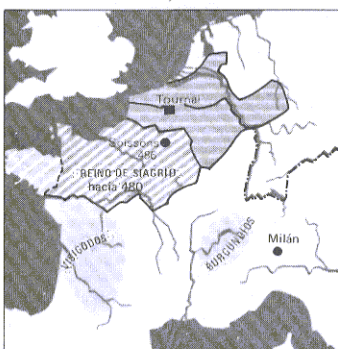 Tournai
Soissons
486
REINO DE SIAGRIO
hacia 480
VISIGODOS
BURGUNDIOS
Milán